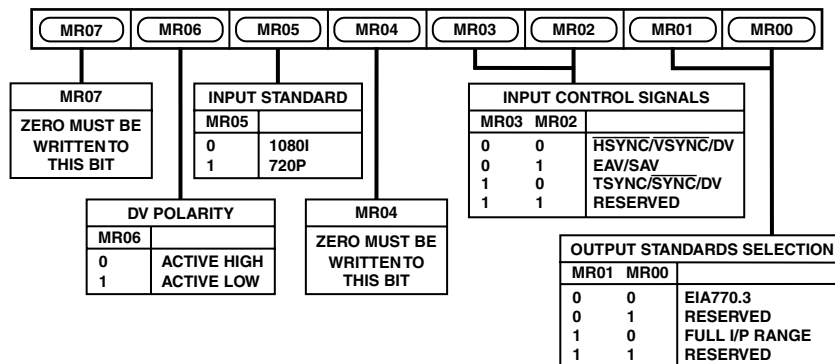 MR07 MR06 MR05 MR04 MR03 MR02 MR01 MR00
MR07
ZERO MUST BE
WRITTEN TO
THIS BIT
INPUT STANDARD
MR05
0 1080I
1 720P
INPUT CONTROL SIGNALS
MR03 MR02
0 0 HSYNC/VSYNC/DV
0 1 EAV/SAV
1 0 TSYNC/SYNC/DV
1 1 RESERVED
DV POLARITY
MR06
0 ACTIVE HIGH
1 ACTIVE LOW
MR04
ZERO MUST BE
WRITTEN TO
THIS BIT
OUTPUT STANDARDS SELECTION
MR01 MR00
0 0 EIA770.3
0 1 RESERVED
1 0 FULL I/P RANGE
1 1 RESERVED